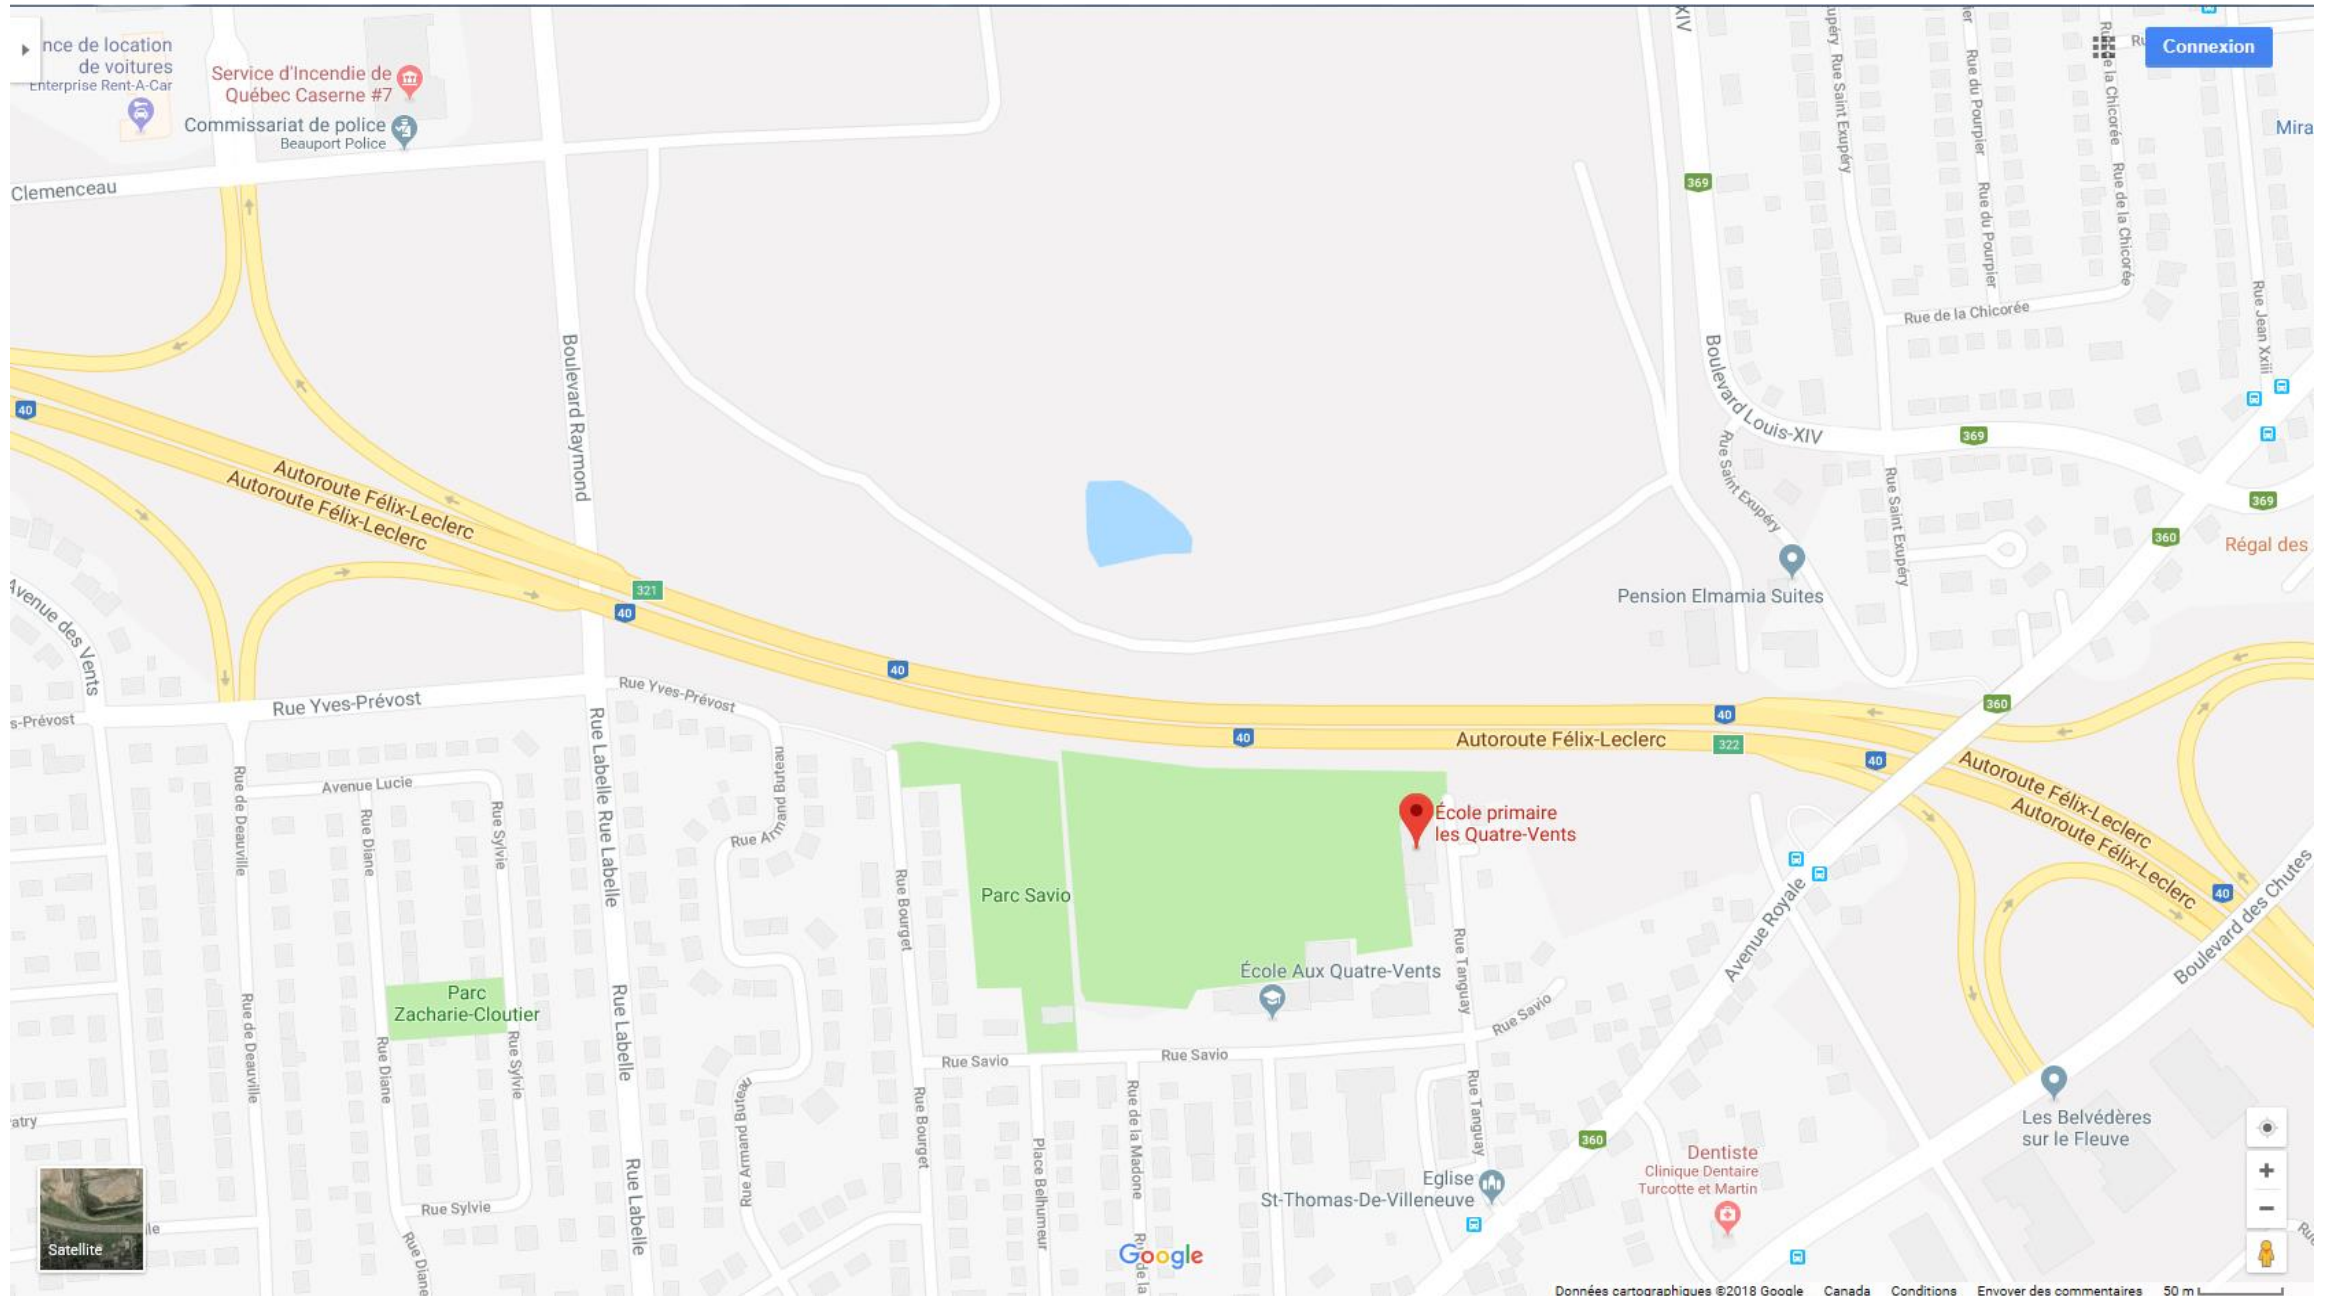 nce de location
de voitures
Enterprise Rent-A-Car
Service d'Incendie de
Québec Caserne #7
Commissariat de police
Beauport Police
Clemenceau
XIV
upéry
Rue Saint Exupéry
Rue du Pourpier
Rue du Pourpier
Rue de la Chicorée
Rue de la Chicorée
Rue de la Chicorée
Connexion
Mira
369
Rue Jean Xxiii
Boulevard Raymond
Boulevard Louis-XIV
369
369
Rue Saint Exupéry
Rue Saint Exupéry
40
Autoroute Félix-Leclerc
Autoroute Félix-Leclerc
360
Régal des
Pension Elmamia Suites
321
40
Avenue des Vents
40
s-Prévost
Rue Yves-Prévost
Rue Yves-Prévost
360
40
40
Autoroute Félix-Leclerc
322
40
Autoroute Félix-Leclerc
Autoroute Félix-Leclerc
40
Boulevard des Chutes
Avenue Lucie
Rue de Deauville
Rue Diane
Rue Sylvie
Rue Labelle
Rue Labelle
Rue Armand Buteau
École primaire
les Quatre-Vents
Parc Savio
Rue Bourget
Rue Tanguay
Avenue Royale
École Aux Quatre-Vents
Parc
Zacharie-Cloutier
Rue de Deauville
Rue Diane
Rue Sylvie
Rue Labelle
Rue Savio
Rue Savio
Rue Savio
Rue Armand Buteau
Rue Bourget
Place Belhumeur
Rue de la Madone
Rue de la
Rue Tanguay
360
Les Belvédères
sur le Fleuve
atry
Dentiste
Clinique Dentaire
Turcotte et Martin
Eglise
St-Thomas-De-Villeneuve
Rue Labelle
Rue Sylvie
Rue Diane
lle
Satellite
Google
Données cartographiques ©2018 Google
Canada
Conditions
Envoyer des commentaires
50 m